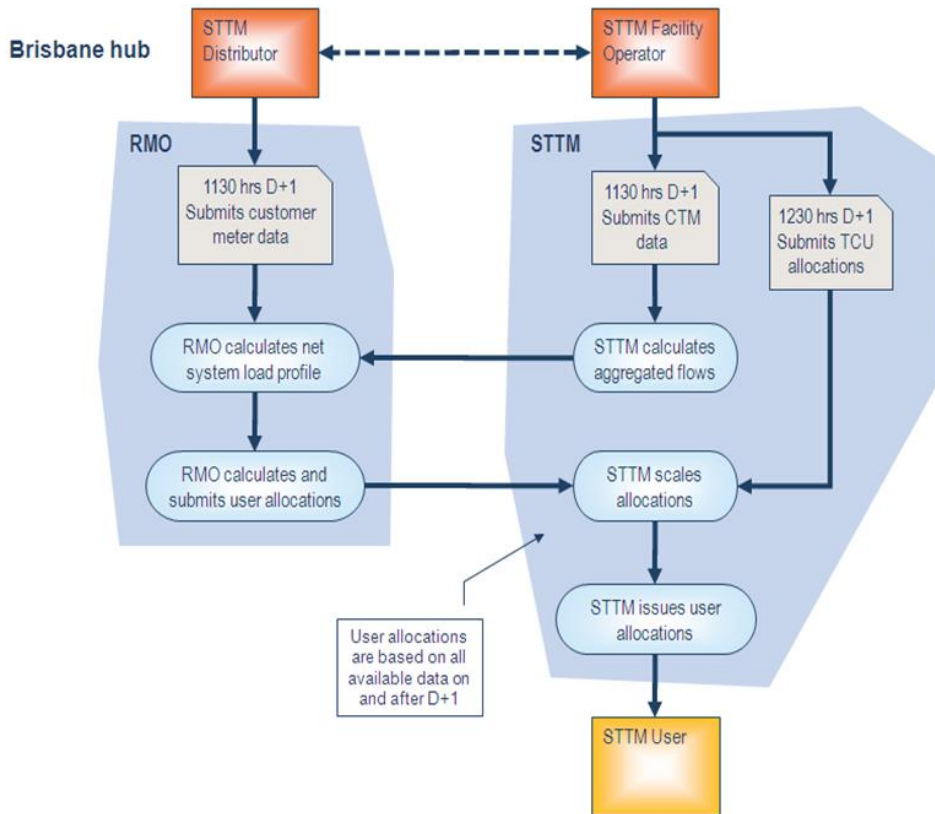 Brisbane hub
STTM
Distributor
STTM Facility
Operator
RMO
STTM
1130 hrs D+1
Submits customer
meter data
1130 hrs D+1
Submits CTM
data
1230 hrs D+1
Submits TCU
allocations
RMO calculates net
system load profile
STTM calculates
aggregated flows
RMO calculates and
submits user allocations
STTM scales
allocations
STTM issues user
allocations
User allocations
are based on all
available data on
and after D+1
STTM User